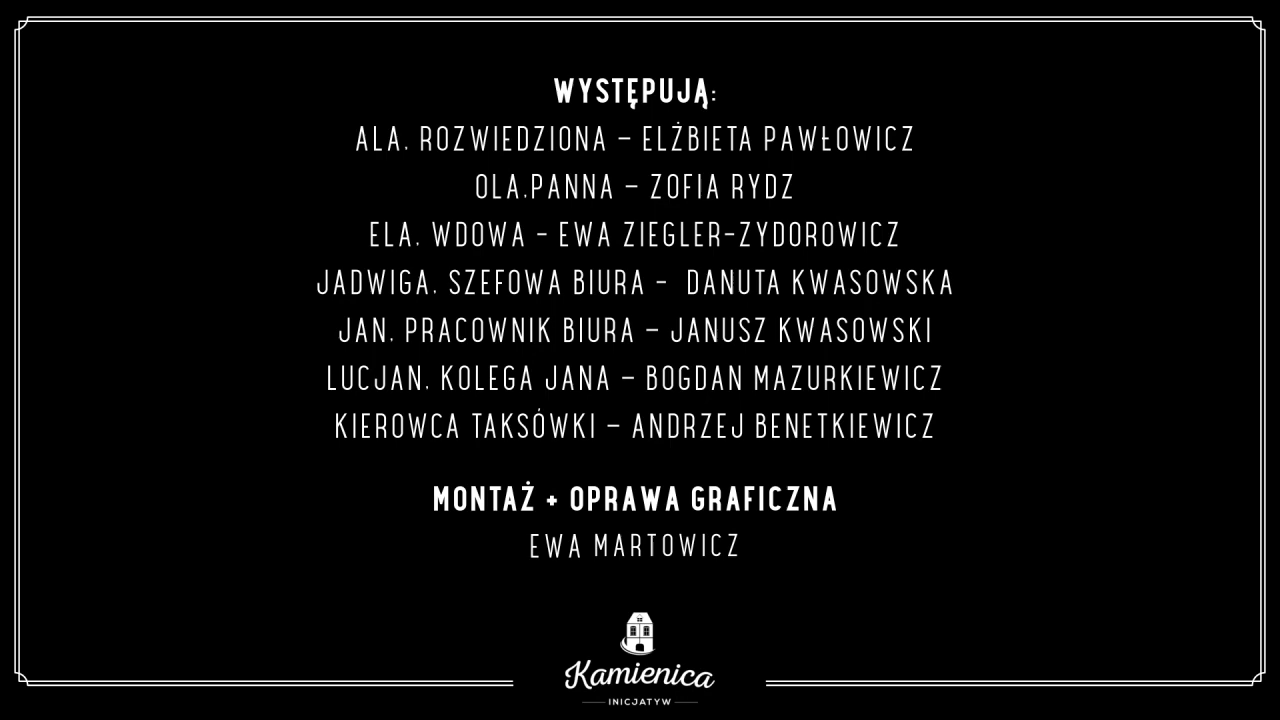 WYSTĘPUJĄ:
ALA. ROZWIEDZIONA – ELŻBIETA PAWŁOWICZ
OLA.PANNA – ZOFIA RYDZ
ELA. WDOWA - EWA ZIEGLER-ZYDOROWICZ
JADWIGA. SZEFOWA BIURA - DANUTA KWASOWSKA
JAN. PRACOWNIK BIURA – JANUSZ KWASOWSKI
LUCJAN. KOLEGA JANA – BOGDAN MAZURKIEWICZ
KIEROWCA TAKSÓWKI – ANDRZEJ BENETKIEWICZ
MONTAŻ + OPRAWA GRAFICZNA
EWA MARTOWICZ
Kamienica
INICJATYW